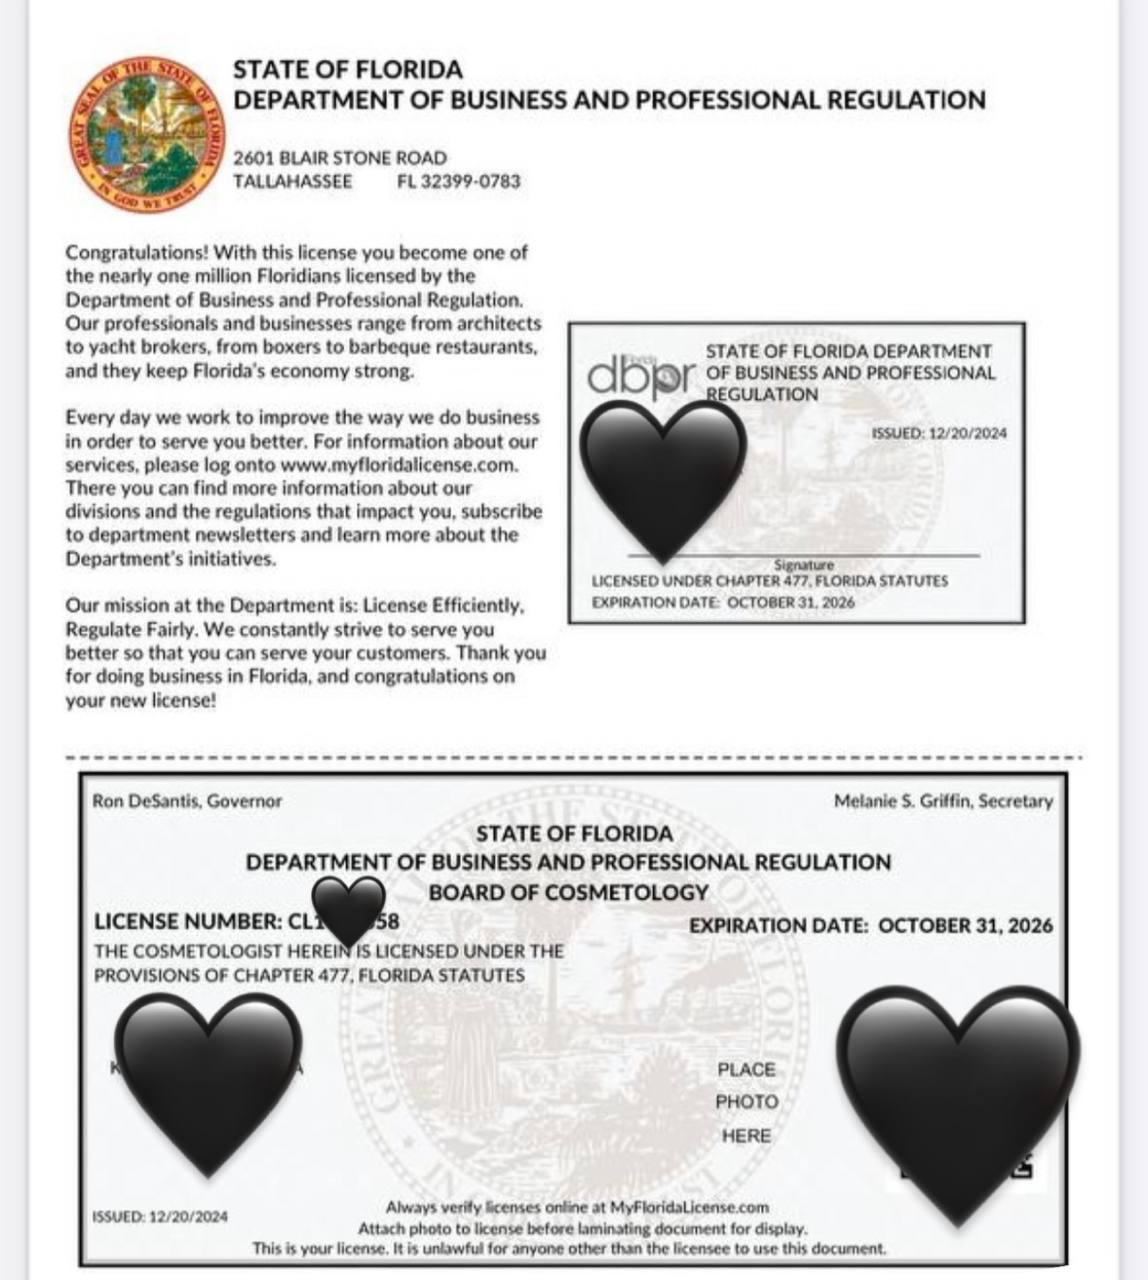 STATE OF FLORIDA
DEPARTMENT OF BUSINESS AND PROFESSIONAL REGULATION
2601 BLAIR STONE ROAD
TALLAHASSEE FL 32399-0783
GREAT SEAL OF THE STATE OF FLORIDA
IN GOD WE TRUST
Congratulations! With this license you become one of
the nearly one million Floridians licensed by the
Department of Business and Professional Regulation.
Our professionals and businesses range from architects
to yacht brokers, from boxers to barbeque restaurants,
and they keep Florida's economy strong.
Every day we work to improve the way we do business
in order to serve you better. For information about our
services, please log onto www.myfloridalicense.com.
There you can find more information about our
divisions and the regulations that impact you, subscribe
to department newsletters and learn more about the
Department's initiatives.
Our mission at the Department is: License Efficiently,
Regulate Fairly. We constantly strive to serve you
better so that you can serve your customers. Thank you
for doing business in Florida, and congratulations on
your new license!
dbpr
STATE OF FLORIDA DEPARTMENT
OF BUSINESS AND PROFESSIONAL
REGULATION
ISSUED: 12/20/2024
Signature
LICENSED UNDER CHAPTER 477, FLORIDA STATUTES
EXPIRATION DATE: OCTOBER 31, 2026
Ron DeSantis, Governor
Melanie S. Griffin, Secretary
STATE OF FLORIDA
DEPARTMENT OF BUSINESS AND PROFESSIONAL REGULATION
BOARD OF COSMETOLOGY
LICENSE NUMBER: CL1 58
EXPIRATION DATE: OCTOBER 31, 2026
THE COSMETOLOGIST HEREIN IS LICENSED UNDER THE
PROVISIONS OF CHAPTER 477, FLORIDA STATUTES
PLACE
PHOTO
HERE
Always verify licenses online at MyFloridaLicense.com
ISSUED: 12/20/2024
Attach photo to license before laminating document for display.
This is your license. It is unlawful for anyone other than the licensee to use this document.